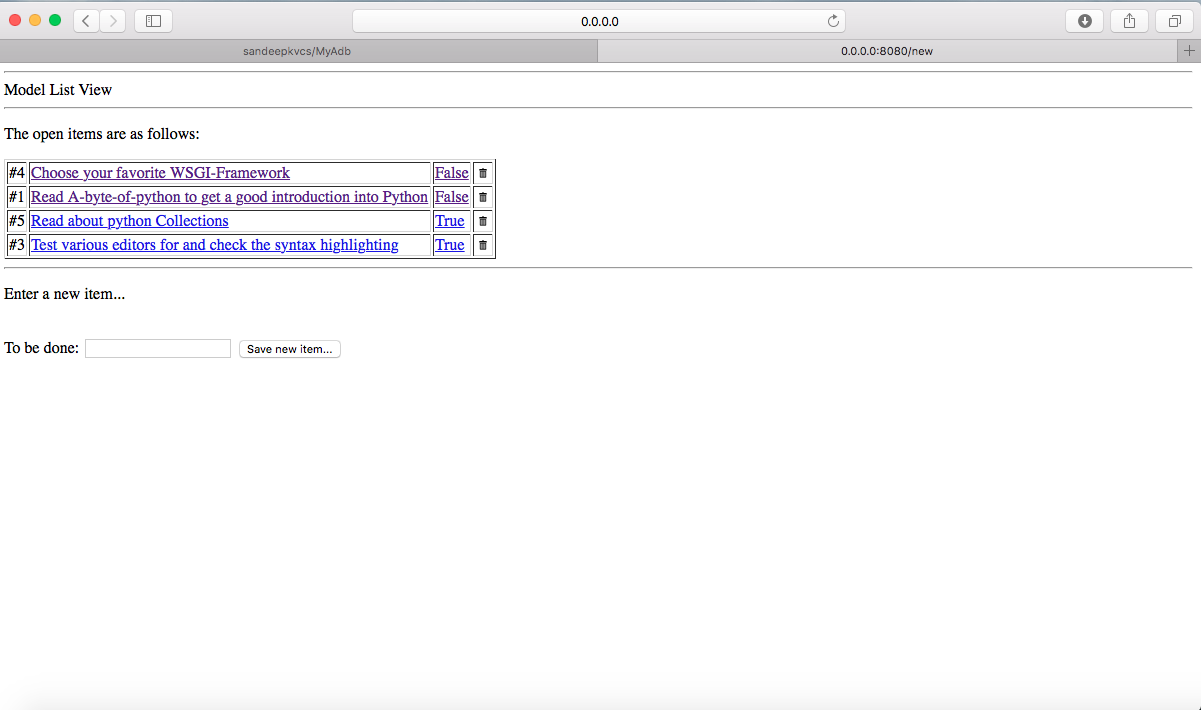 0.0.0.0
sandeepkvcs/MyAdb
0.0.0.0:8080/new
Model List View
The open items are as follows:
#4 Choose your favorite WSGI-Framework False
#1 Read A-byte-of-python to get a good introduction into Python False
#5 Read about python Collections True
#3 Test various editors for and check the syntax highlighting True
Enter a new item...
To be done: Save new item...